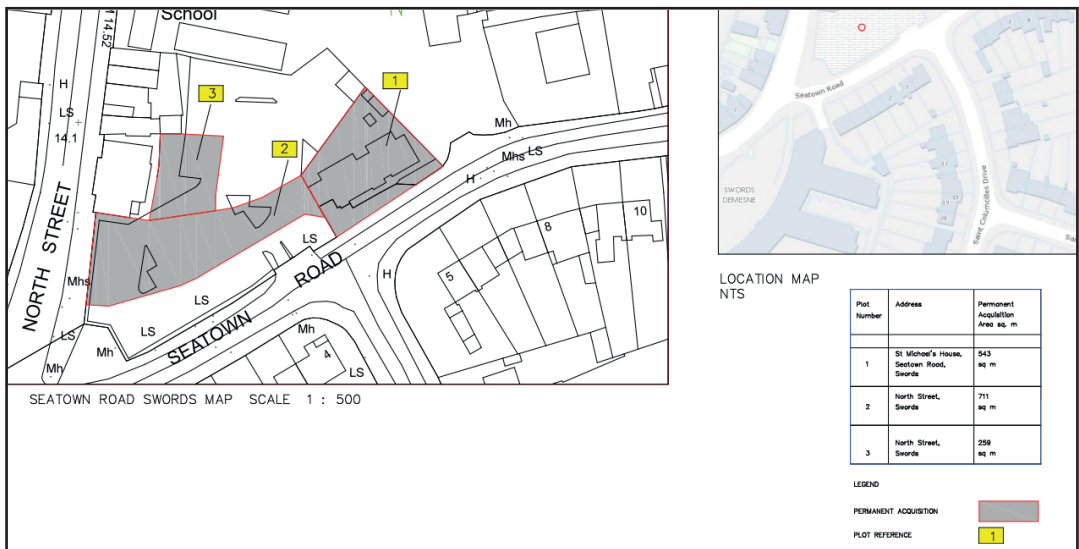 School
N
14.52
H
LS
14.1
3
1
2
Mh
Mhs LS
H
NORTH STREET
Mhs
LS
LS
LS
LS
Mh
Mh
SEATOWN ROAD
H
Mh
4
LS
5
8
10
SEATOWN ROAD SWORDS MAP SCALE 1 : 500
Seatown Road
SWORDS
DEMESNE
Saint Columcilles Drive
LOCATION MAP
NTS
Plot Number | Address | Permanent Acquisition Area sq. m
1 | St Michael's House, Seatown Road, Swords | 543 sq m
2 | North Street, Swords | 711 sq m
3 | North Street, Swords | 259 sq m
LEGEND
PERMANENT ACQUISITION
PLOT REFERENCE 1